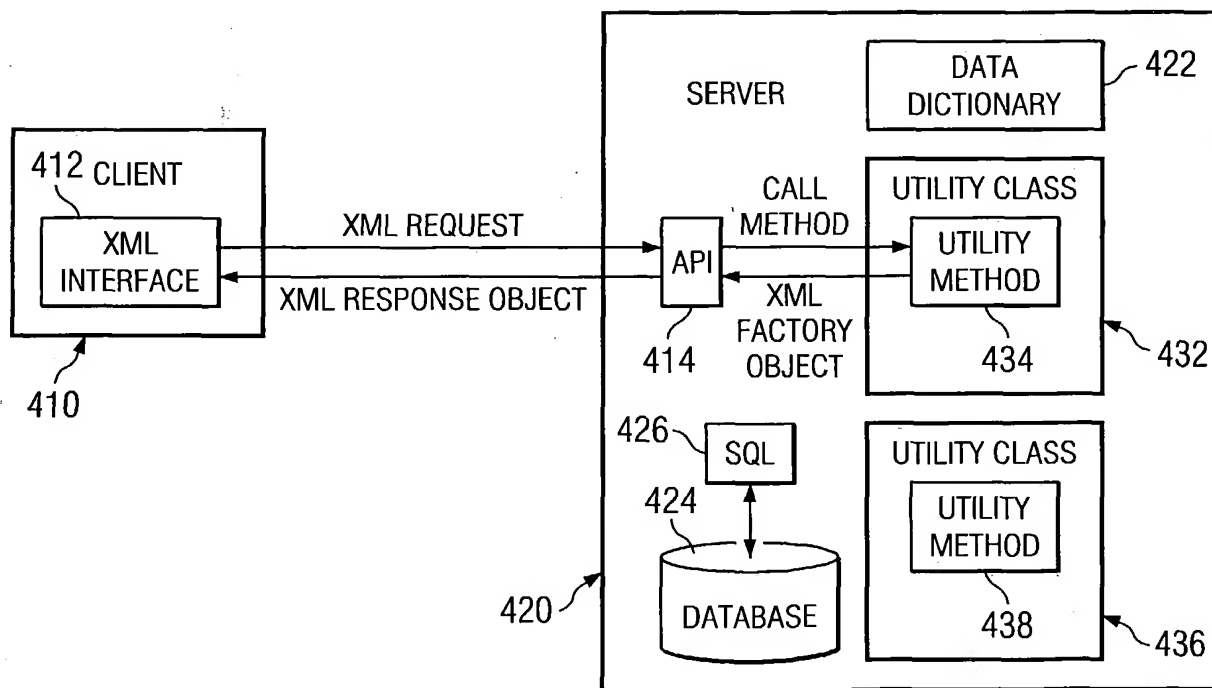 412
CLIENT
XML
INTERFACE
410
XML REQUEST
XML RESPONSE OBJECT
SERVER
DATA
DICTIONARY
422
API
414
CALL
METHOD
XML
FACTORY
OBJECT
UTILITY CLASS
UTILITY
METHOD
434
432
426
SQL
424
DATABASE
420
UTILITY CLASS
UTILITY
METHOD
438
436